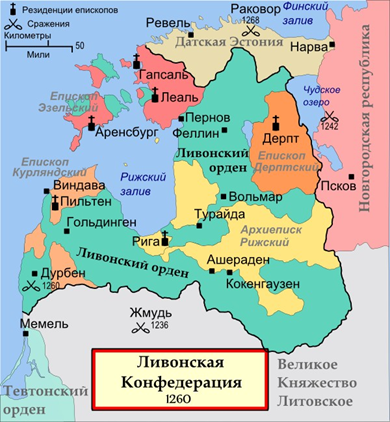 Резиденции епископов
Сражения
Километры
50
Мили
Раковор
1268
Финский
залив
Ревель
Датская Эстония
Нарва
Гапсаль
Епископ
Эзельский
Леаль
Чудское
озеро
1242
Новгородская республика
Аренсбург
Пернов
Феллин
Дерпт
Ливонский
орден
Епископ
Дерптский
Псков
Епископ
Курляндский
Рижский
залив
Виндава
Пильтен
Вольмар
Гольдинген
Турайда
Архиеписк
Рижский
Рига
Ливонский орден
Ашераден
Кокенгаузен
Дурбен
1260
Мемель
Жмудь
1236
Ливонская
Конфедерация
1260
Великое
Княжество
Литовское
Тевтонский
орден